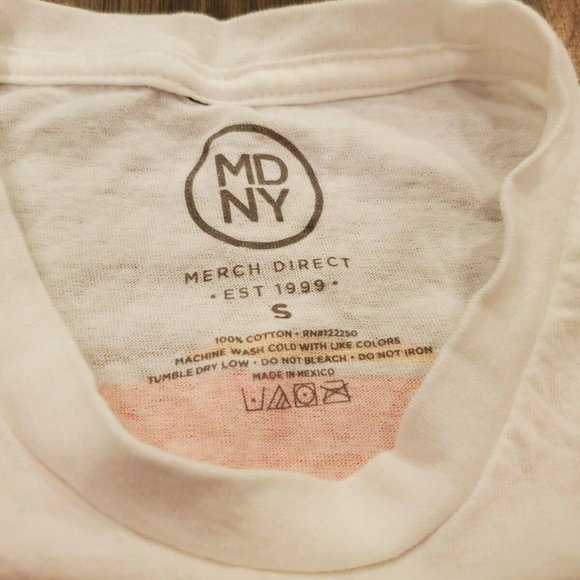 MD
NY
MERCH DIRECT
• EST 1999 •
S
100% COTTON • RN#122250
MACHINE WASH COLD WITH LIKE COLORS
TUMBLE DRY LOW • DO NOT BLEACH • DO NOT IRON
MADE IN MEXICO